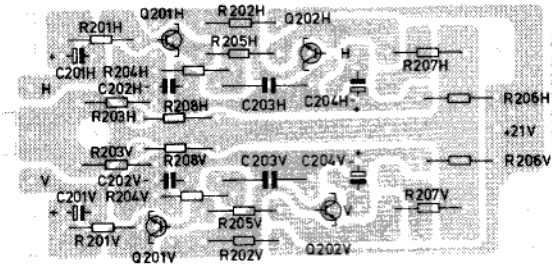 R202H
Q201H Q202H
R201H
R205H
H
R207H
C201H R204H
C202H
H
C203H C204H
R206H
R203H
R208H
+21V
R203V
R208V C203V C204V
R206V
V
C202V
C201V R204V
R207V
V
R205V
R201V
Q201V R202V Q202V